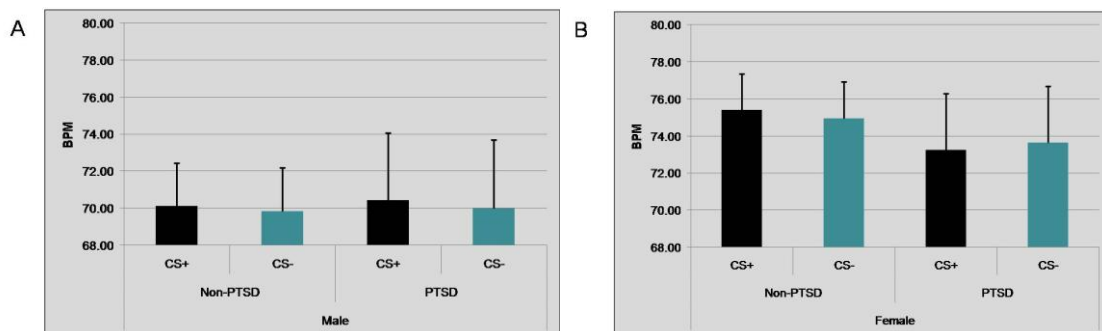 A
80.00
78.00
76.00
74.00
72.00
70.00
68.00
BPM
CS+ CS- CS+ CS-
Non-PTSD PTSD
Male
B
80.00
78.00
76.00
74.00
72.00
70.00
68.00
BPM
CS+ CS- CS+ CS-
Non-PTSD PTSD
Female